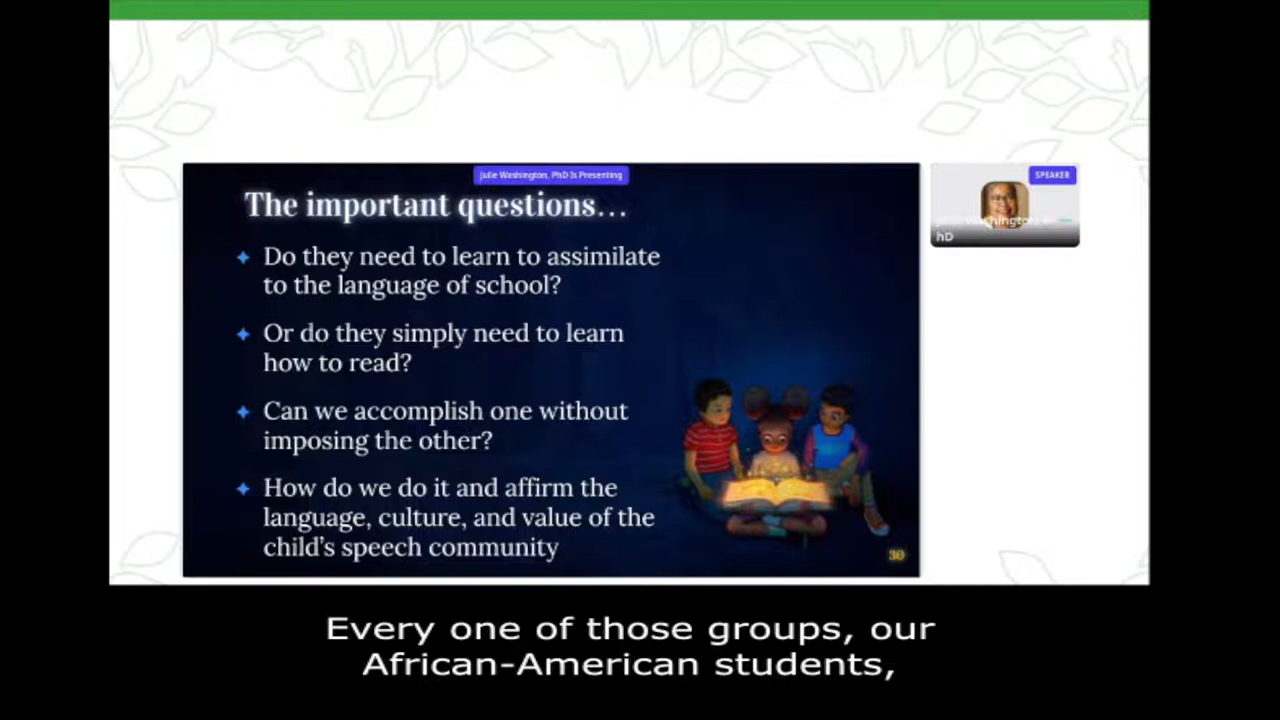 Julie Washington, PhD Is Presenting
SPEAKER
The important questions...
Washington
hD
Do they need to learn to assimilate
to the language of school?
Or do they simply need to learn
how to read?
Can we accomplish one without
imposing the other?
How do we do it and affirm the
language, culture, and value of the
child's speech community
30
Every one of those groups, our
African-American students,